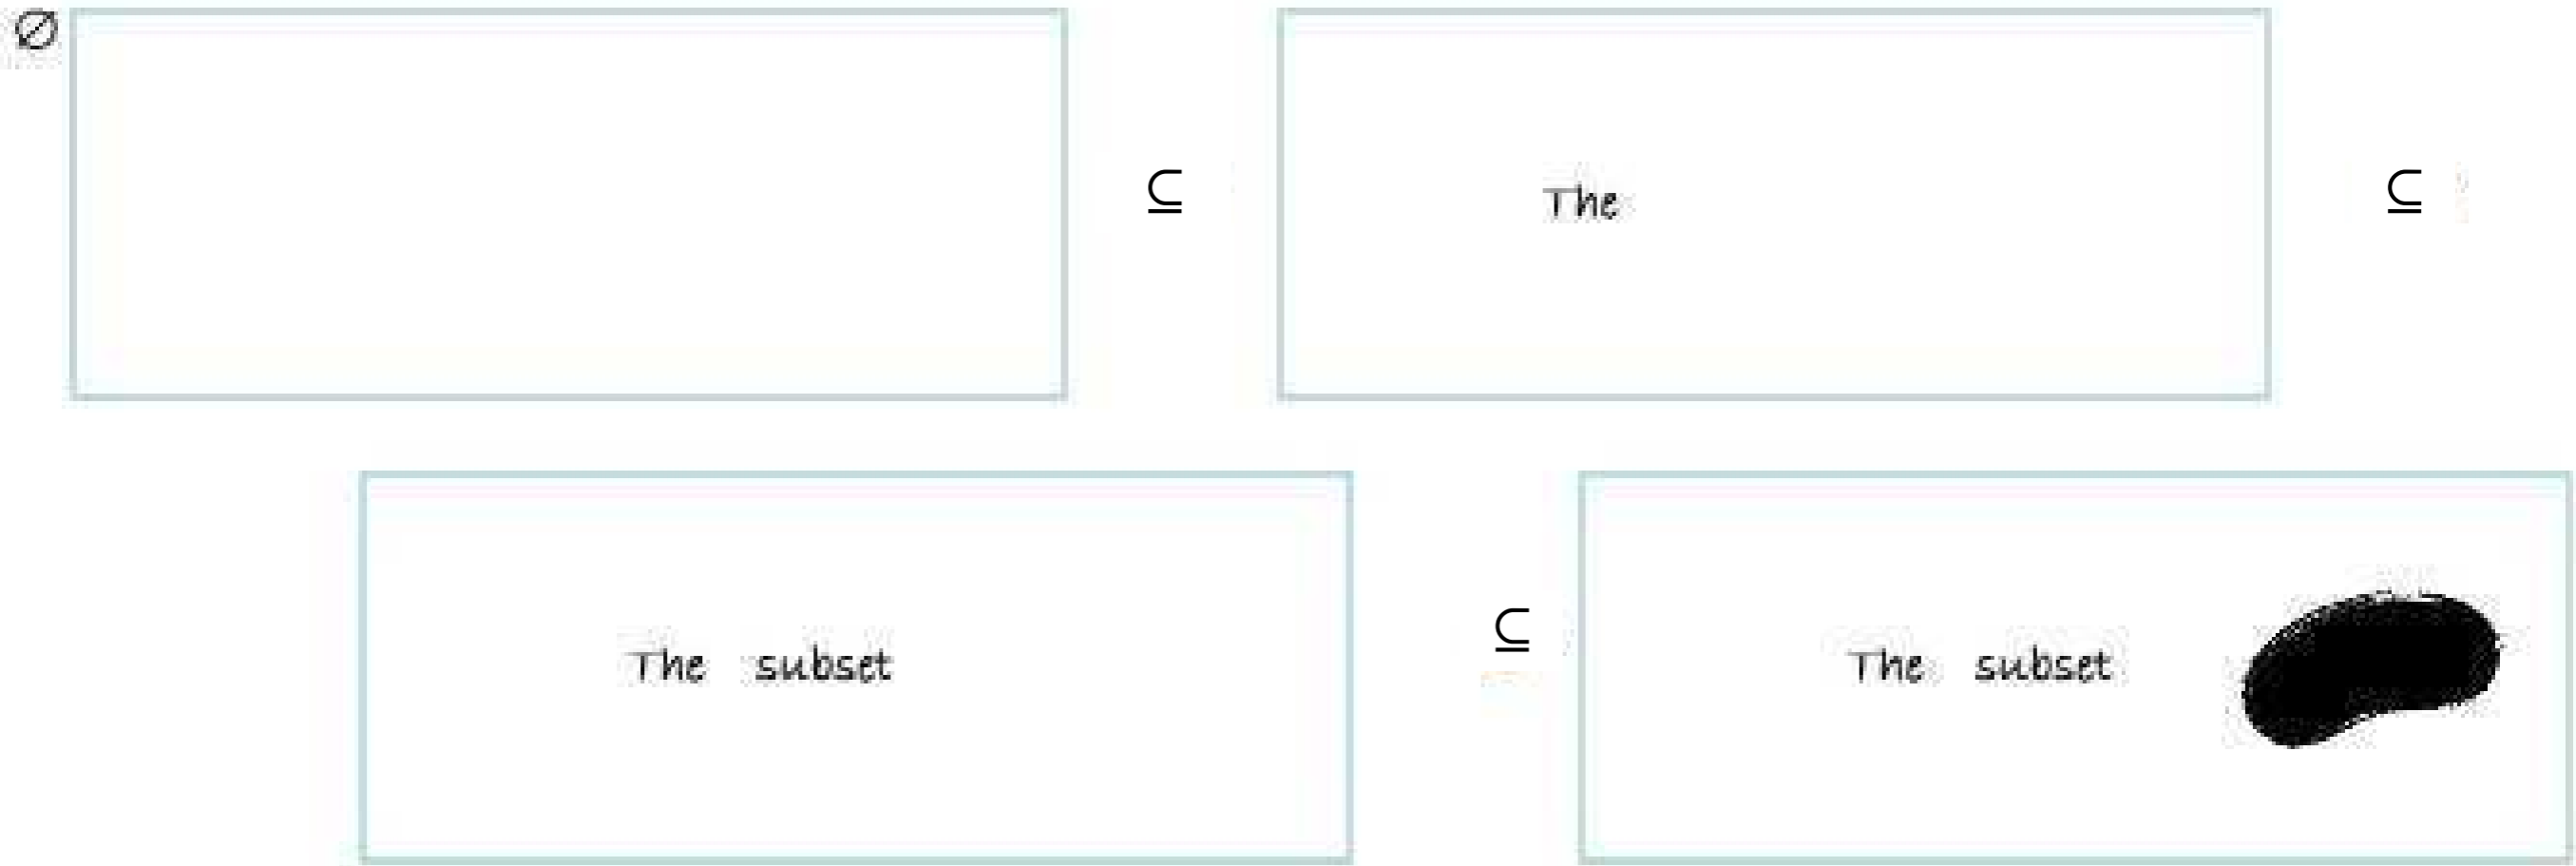 ∅ ⊆ The ⊆
The subset ⊆ The subset